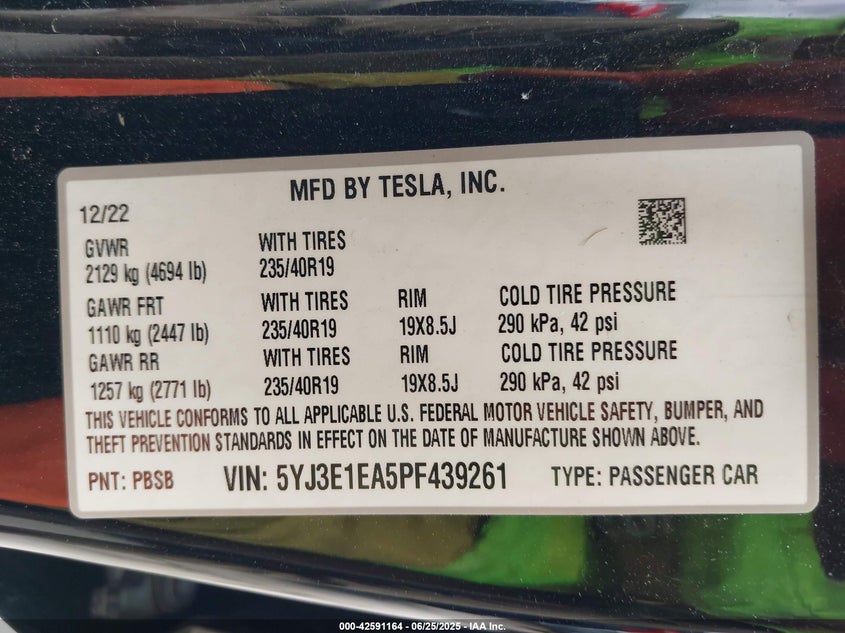 MFD BY TESLA, INC.
12/22
GVWR WITH TIRES
2129 kg (4694 lb) 235/40R19
GAWR FRT WITH TIRES RIM COLD TIRE PRESSURE
1110 kg (2447 lb) 235/40R19 19X8.5J 290 kPa, 42 psi
GAWR RR WITH TIRES RIM COLD TIRE PRESSURE
1257 kg (2771 lb) 235/40R19 19X8.5J 290 kPa, 42 psi
THIS VEHICLE CONFORMS TO ALL APPLICABLE U.S. FEDERAL MOTOR VEHICLE SAFETY, BUMPER, AND
THEFT PREVENTION STANDARDS IN EFFECT ON THE DATE OF MANUFACTURE SHOWN ABOVE.
PNT: PBSB VIN: 5YJ3E1EA5PF439261 TYPE: PASSENGER CAR
000-42591164 - 06/25/2025 - IAA Inc.